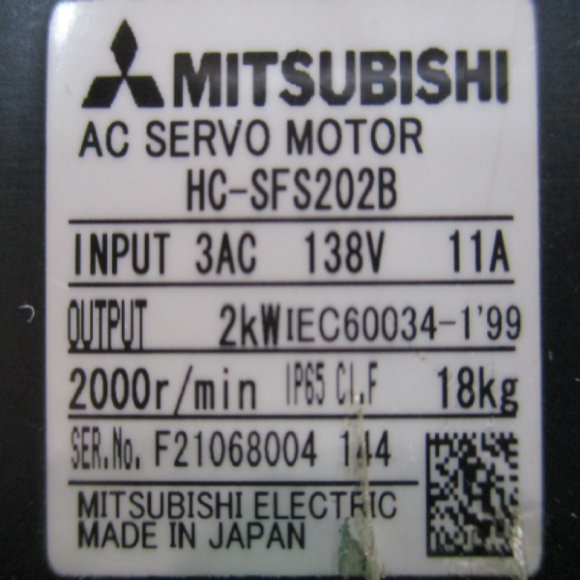 MITSUBISHI
AC SERVO MOTOR
HC-SFS202B
INPUT 3AC 138V 11A
OUTPUT 2kW IEC60034-1'99
2000r/min IP65 CL.F 18kg
SER.No. F21068004 144
MITSUBISHI ELECTRIC
MADE IN JAPAN